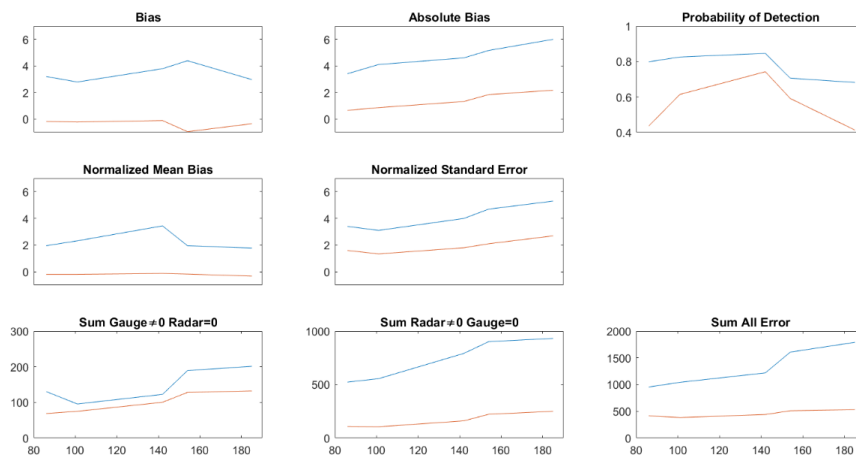 Bias
Absolute Bias
Probability of Detection
6
4
2
0
6
4
2
0
1
0.8
0.6
0.4
Normalized Mean Bias
Normalized Standard Error
6
4
2
0
6
4
2
0
Sum Gauge≠0 Radar=0
Sum Radar≠0 Gauge=0
Sum All Error
300
200
100
0
80 100 120 140 160 180
1000
500
0
80 100 120 140 160 180
2000
1500
1000
500
0
80 100 120 140 160 180